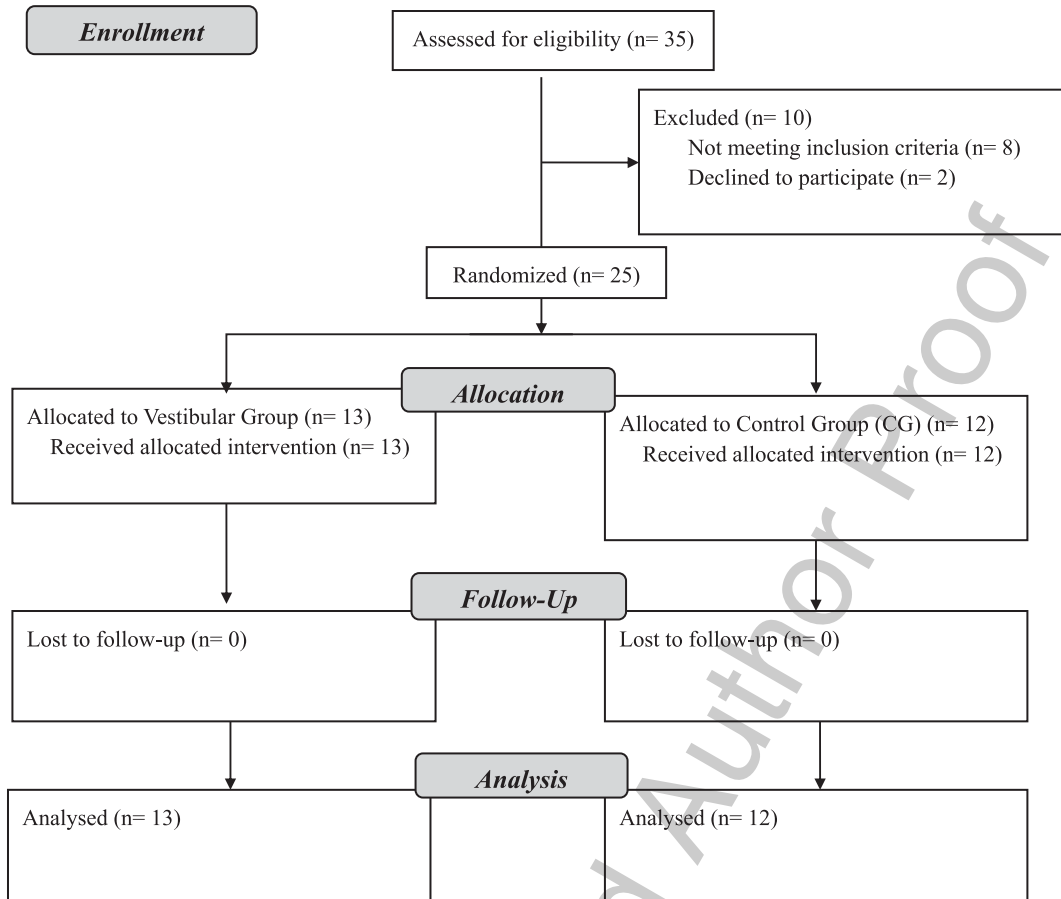 Enrollment
Assessed for eligibility (n= 35)
Excluded (n= 10)
Not meeting inclusion criteria (n= 8)
Declined to participate (n= 2)
Randomized (n= 25)
Allocation
Allocated to Vestibular Group (n= 13)
Received allocated intervention (n= 13)
Allocated to Control Group (CG) (n= 12)
Received allocated intervention (n= 12)
Follow-Up
Lost to follow-up (n= 0)
Lost to follow-up (n= 0)
Analysis
Analysed (n= 13)
Analysed (n= 12)
Author Proof